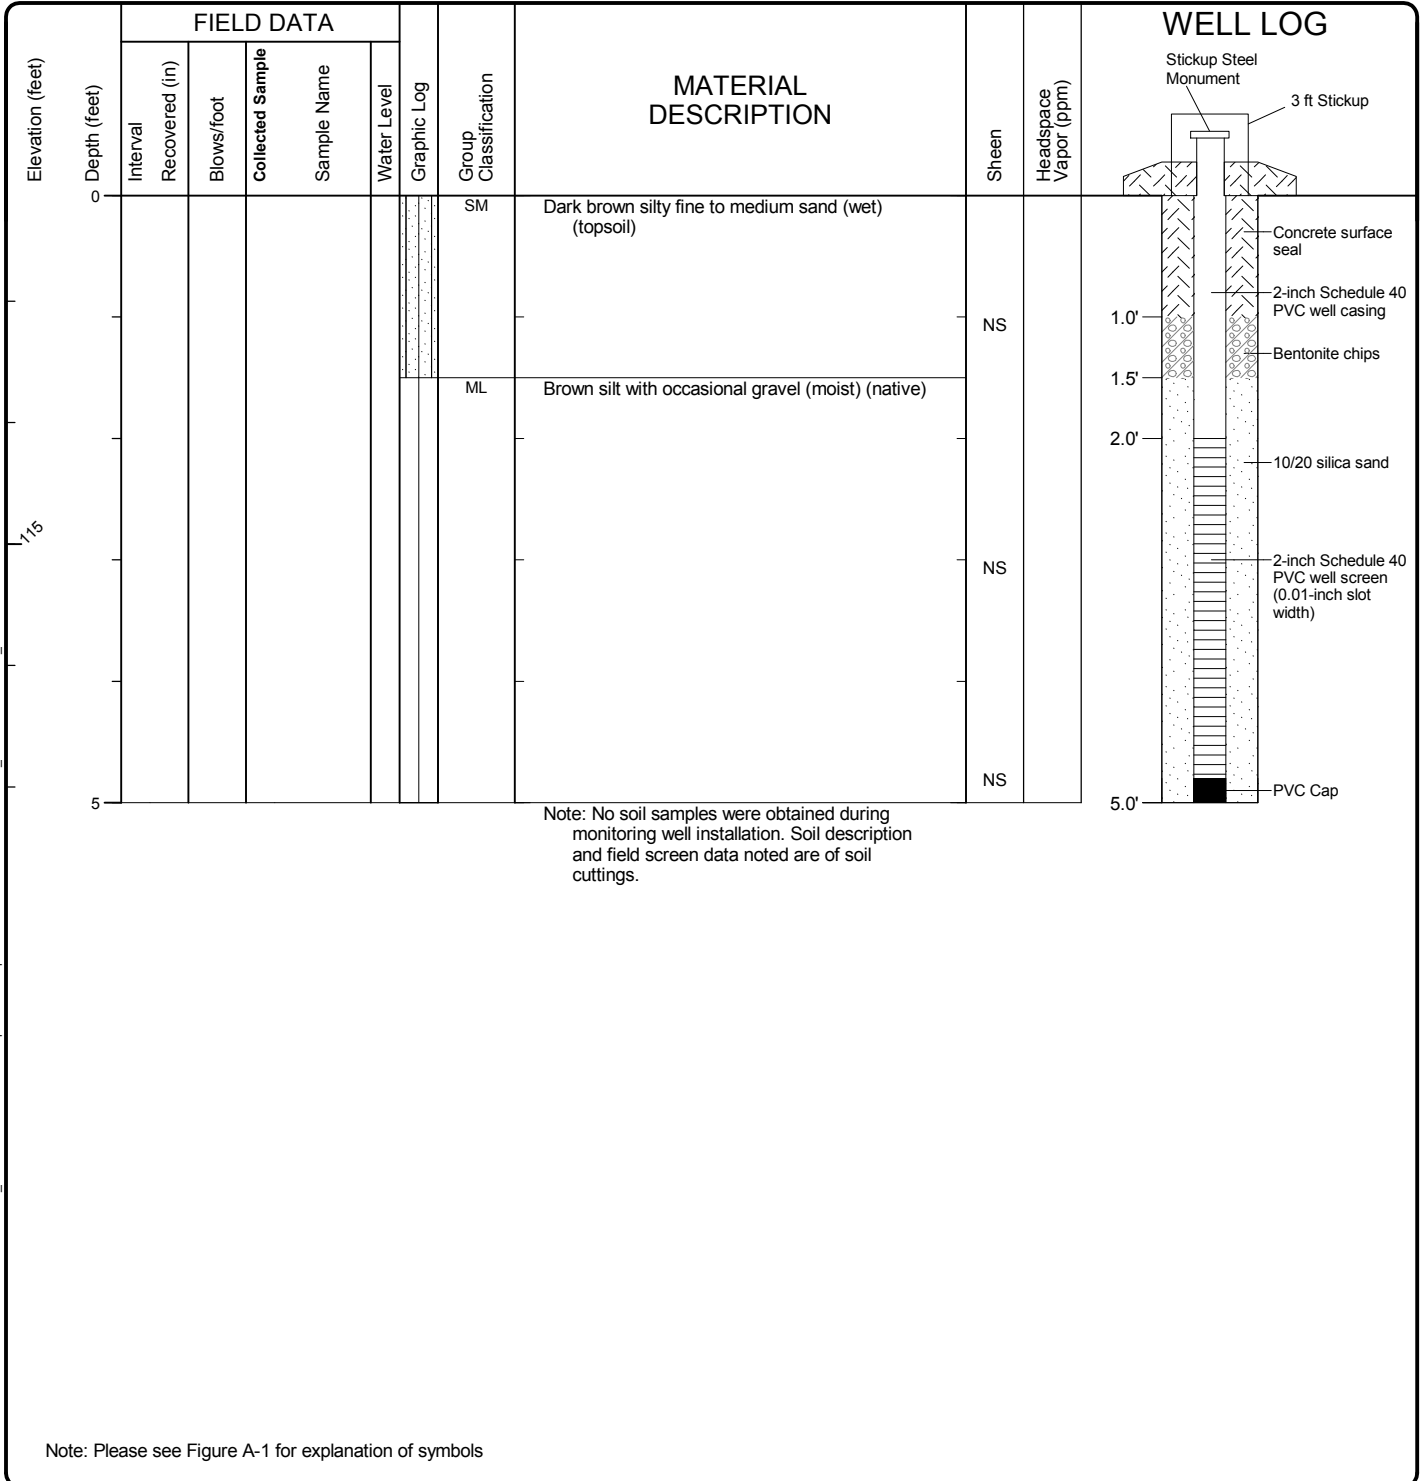 FIELD DATA
WELL LOG
Elevation (feet)
Depth (feet)
Interval
Recovered (in)
Blows/foot
Collected Sample
Sample Name
Water Level
Graphic Log
Group
Classification
MATERIAL
DESCRIPTION
Sheen
Headspace
Vapor (ppm)
Stickup Steel
Monument
3 ft Stickup
0
SM
Dark brown silty fine to medium sand (wet)
(topsoil)
Concrete surface
seal
2-inch Schedule 40
PVC well casing
NS
1.0'
Bentonite chips
1.5'
ML
Brown silt with occasional gravel (moist) (native)
2.0'
10/20 silica sand
115
NS
2-inch Schedule 40
PVC well screen
(0.01-inch slot
width)
NS
PVC Cap
5
5.0'
Note: No soil samples were obtained during
monitoring well installation. Soil description
and field screen data noted are of soil
cuttings.
Note: Please see Figure A-1 for explanation of symbols